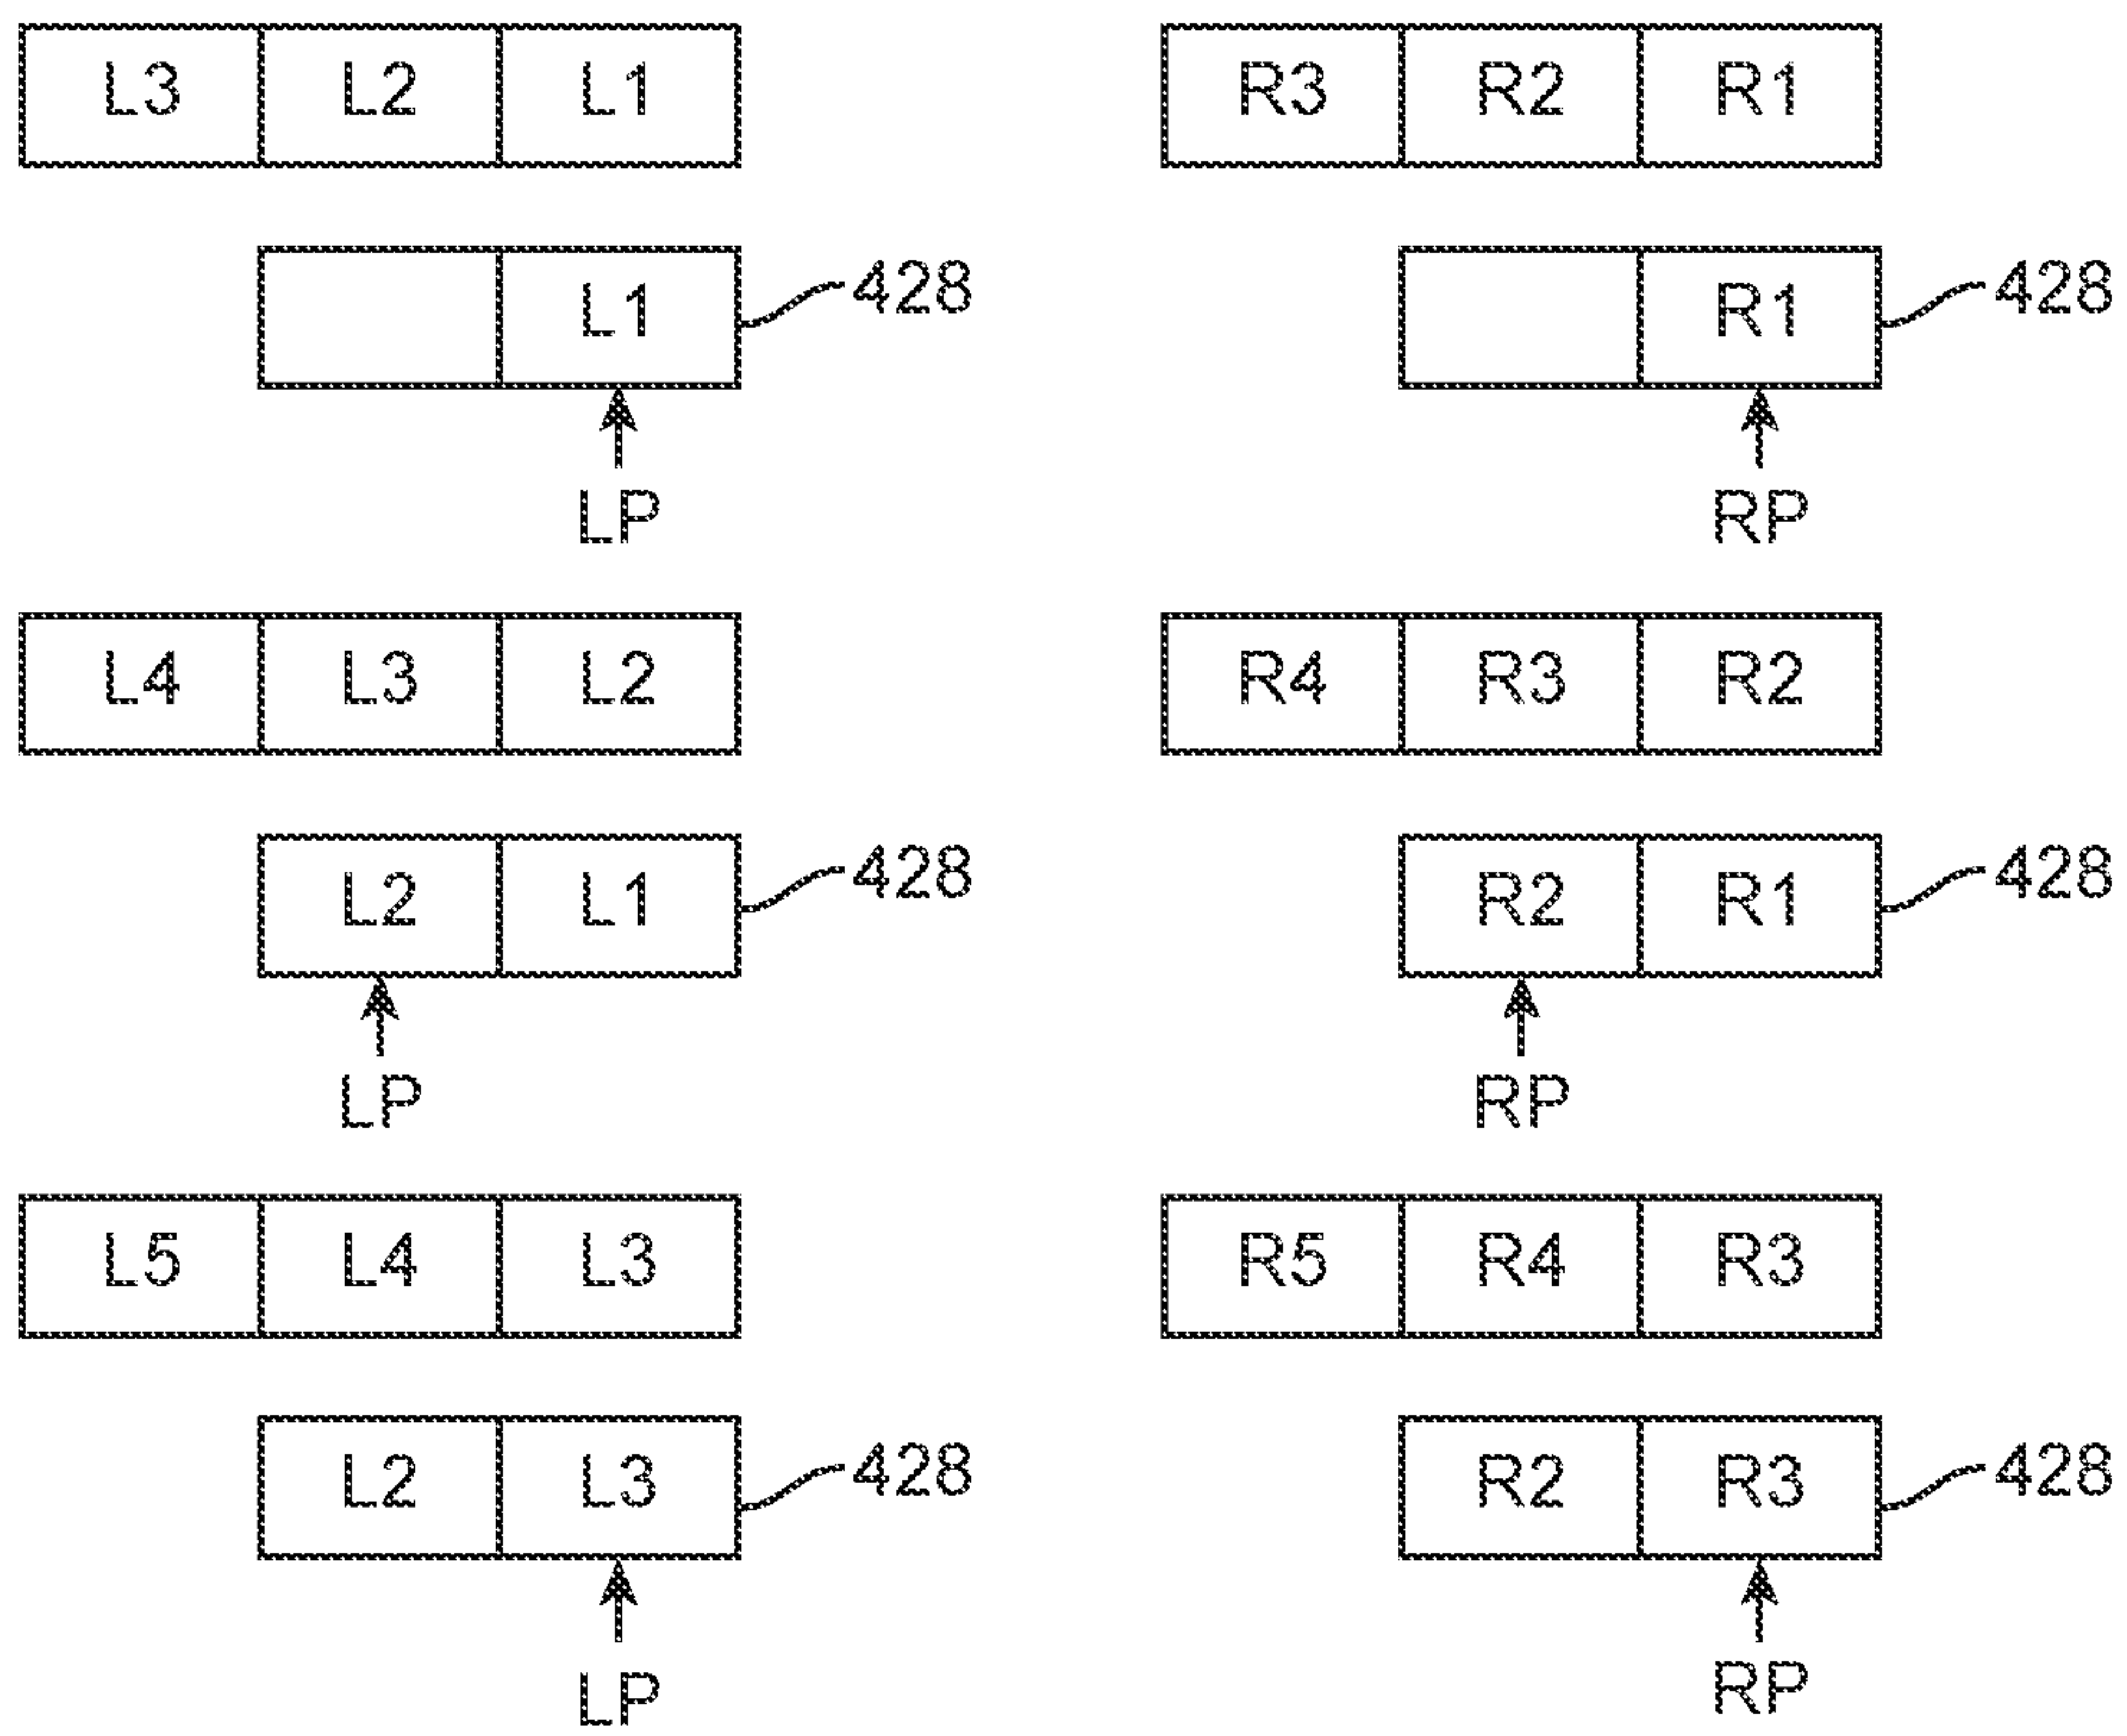 L3 L2 L1 R3 R2 R1
L1 428 R1 428
LP RP
L4 L3 L2 R4 R3 R2
L2 L1 428 R2 R1 428
LP RP
L5 L4 L3 R5 R4 R3
L2 L3 428 R2 R3 428
LP RP